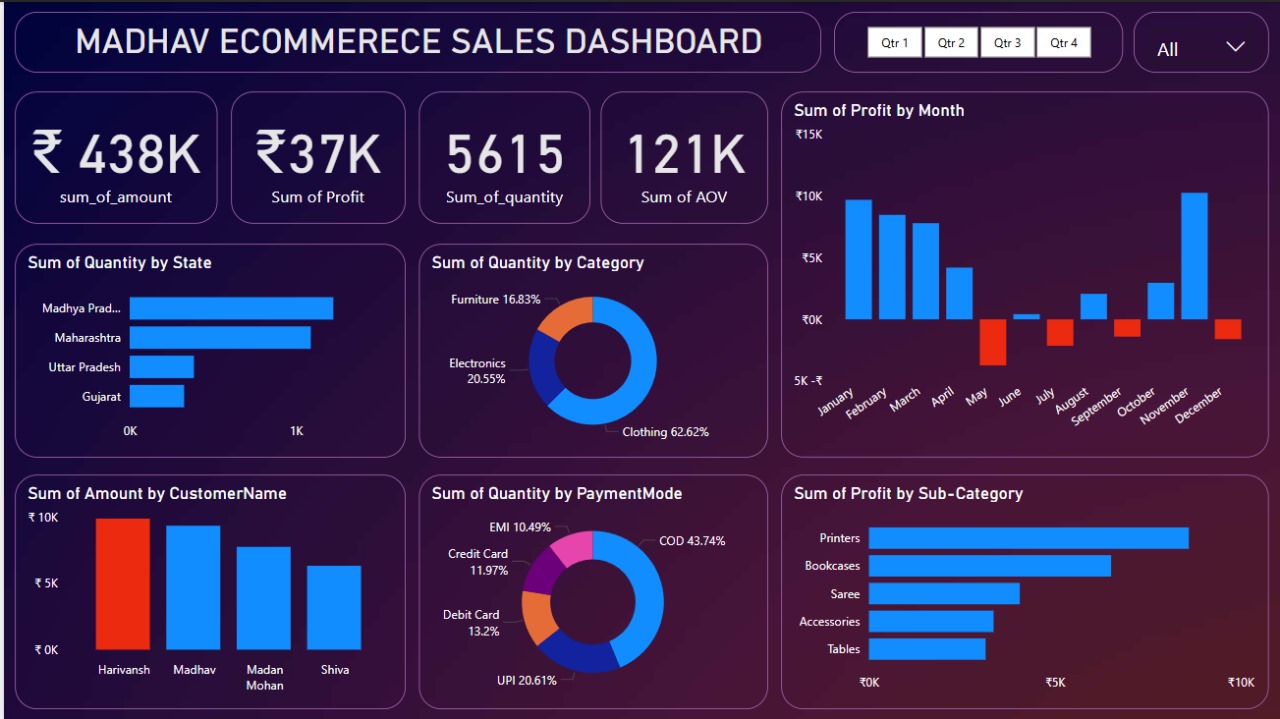 MADHAV ECOMMERECE SALES DASHBOARD
Qtr 1
Qtr 2
Qtr 3
Qtr 4
All
₹ 438K
sum_of_amount
₹37K
Sum of Profit
5615
Sum_of_quantity
121K
Sum of AOV
Sum of Profit by Month
₹15K
₹10K
₹5K
₹0K
5K -₹
January
February
March
April
May
June
July
August
September
October
November
December
Sum of Quantity by State
Madhya Prad...
Maharashtra
Uttar Pradesh
Gujarat
0K
1K
Sum of Quantity by Category
Furniture 16.83%
Electronics
20.55%
Clothing 62.62%
Sum of Amount by CustomerName
₹ 10K
₹ 5K
₹ 0K
Harivansh
Madhav
Madan
Mohan
Shiva
Sum of Quantity by PaymentMode
EMI 10.49%
COD 43.74%
Credit Card
11.97%
Debit Card
13.2%
UPI 20.61%
Sum of Profit by Sub-Category
Printers
Bookcases
Saree
Accessories
Tables
₹0K
₹5K
₹10K